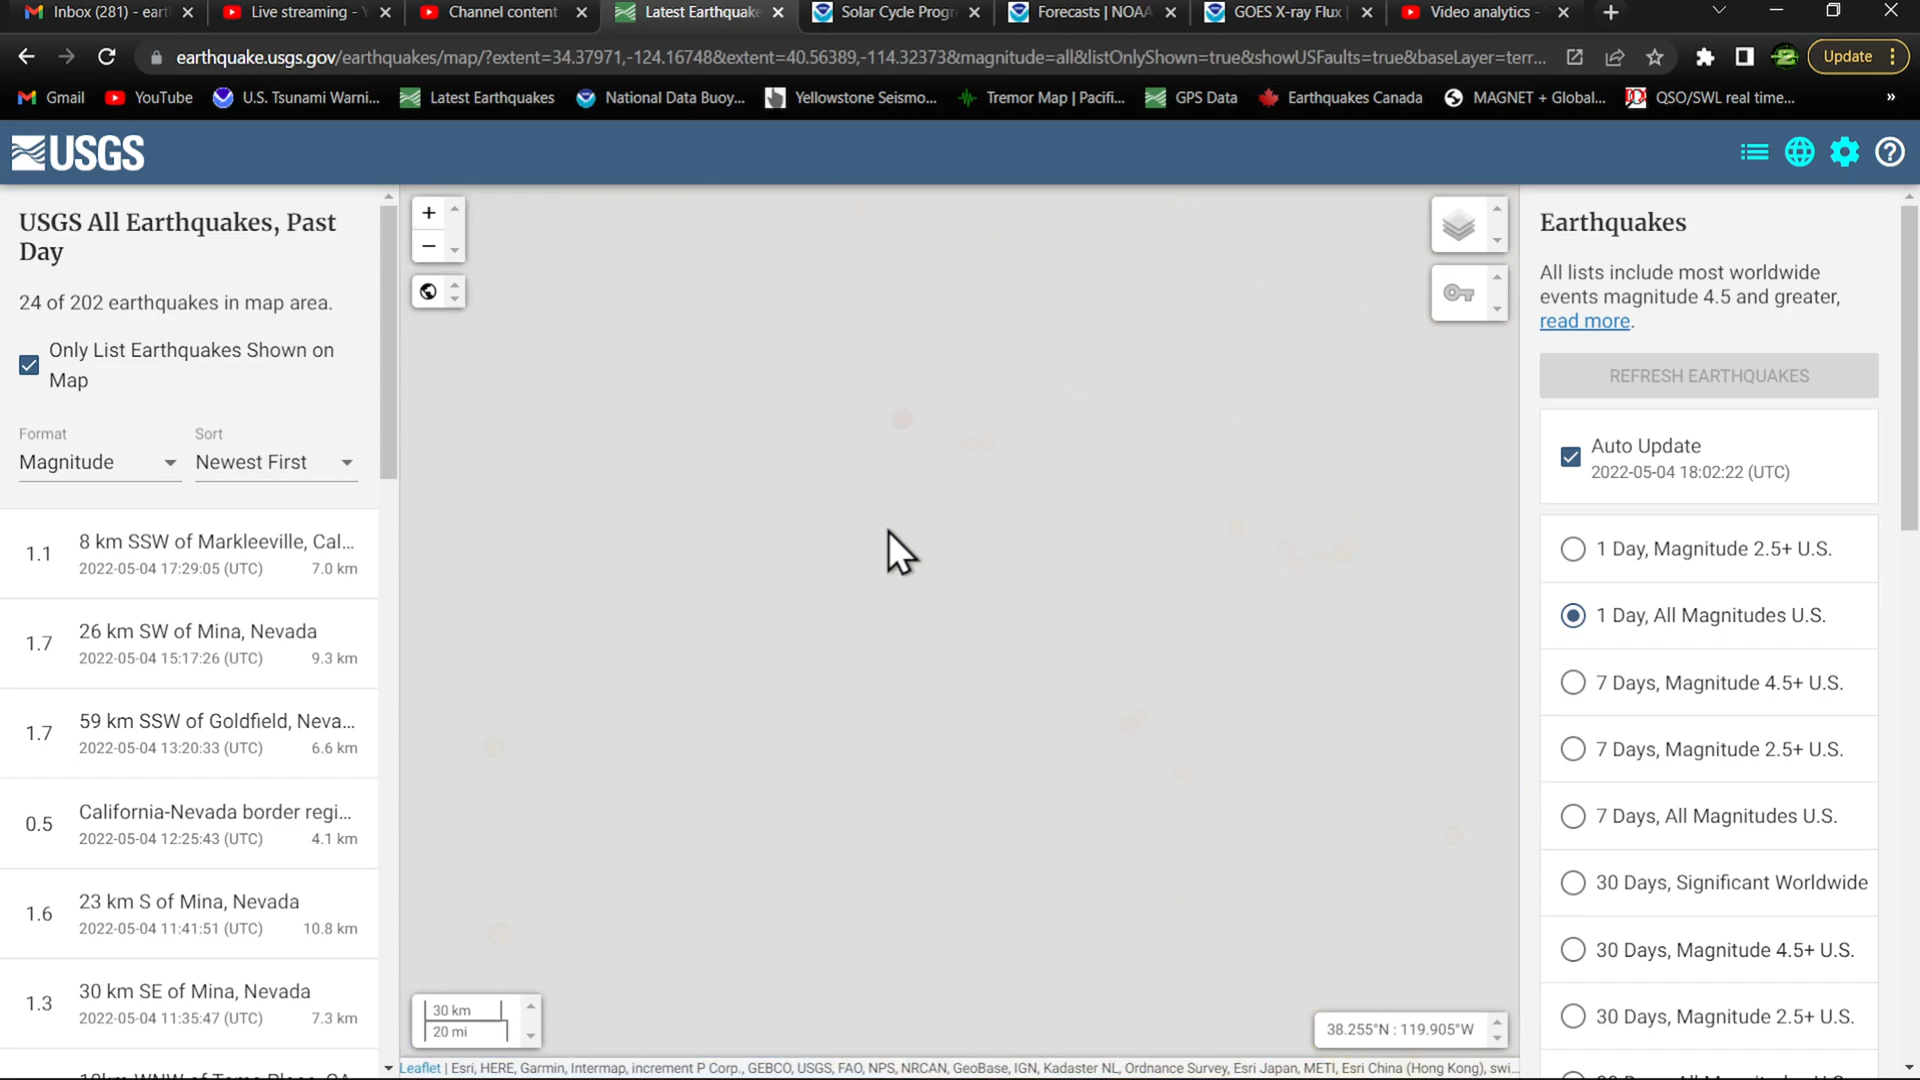 Inbox (281) - eart
Live streaming - Y
Channel content -
Latest Earthquake
Solar Cycle Progr
Forecasts | NOAA
GOES X-ray Flux |
Video analytics -
earthquake.usgs.gov/earthquakes/map/?extent=34.37971,-124.16748&extent=40.56389,-114.32373&magnitude=all&listOnlyShown=true&showUSFaults=true&baseLayer=terr...
Update
Gmail
YouTube
U.S. Tsunami Warni...
Latest Earthquakes
National Data Buoy...
Yellowstone Seismo...
Tremor Map | Pacifi...
GPS Data
Earthquakes Canada
MAGNET + Global...
QSO/SWL real time...
»
USGS
USGS All Earthquakes, Past
Day
24 of 202 earthquakes in map area.
Only List Earthquakes Shown on
Map
Format
Sort
Magnitude
Newest First
1.1
8 km SSW of Markleeville, Cal...
2022-05-04 17:29:05 (UTC)
7.0 km
1.7
26 km SW of Mina, Nevada
2022-05-04 15:17:26 (UTC)
9.3 km
1.7
59 km SSW of Goldfield, Neva...
2022-05-04 13:20:33 (UTC)
6.6 km
0.5
California-Nevada border regi...
2022-05-04 12:25:43 (UTC)
4.1 km
1.6
23 km S of Mina, Nevada
2022-05-04 11:41:51 (UTC)
10.8 km
1.3
30 km SE of Mina, Nevada
2022-05-04 11:35:47 (UTC)
7.3 km
+
−
30 km
20 mi
38.255°N : 119.905°W
Leaflet | Esri, HERE, Garmin, Intermap, increment P Corp., GEBCO, USGS, FAO, NPS, NRCAN, GeoBase, IGN, Kadaster NL, Ordnance Survey, Esri Japan, METI, Esri China (Hong Kong), swi...
Earthquakes
All lists include most worldwide
events magnitude 4.5 and greater,
read more.
REFRESH EARTHQUAKES
Auto Update
2022-05-04 18:02:22 (UTC)
1 Day, Magnitude 2.5+ U.S.
1 Day, All Magnitudes U.S.
7 Days, Magnitude 4.5+ U.S.
7 Days, Magnitude 2.5+ U.S.
7 Days, All Magnitudes U.S.
30 Days, Significant Worldwide
30 Days, Magnitude 4.5+ U.S.
30 Days, Magnitude 2.5+ U.S.